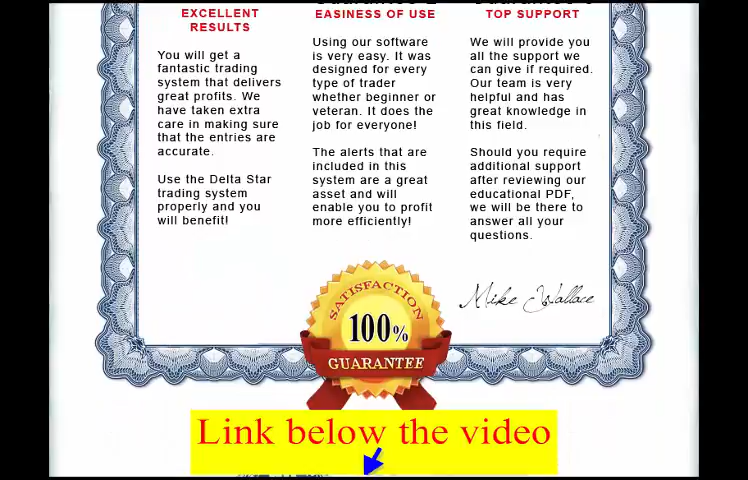 EXCELLENT
RESULTS
You will get a
fantastic trading
system that delivers
great profits. We
have taken extra
care in making sure
that the entries are
accurate.
Use the Delta Star
trading system
properly and you
will benefit!
EASINESS OF USE
Using our software
is very easy. It was
designed for every
type of trader
whether beginner or
veteran. It does the
job for everyone!
The alerts that are
included in this
system are a great
asset and will
enable you to profit
more efficiently!
TOP SUPPORT
We will provide you
all the support we
can give if required.
Our team is very
helpful and has
great knowledge in
this field.
Should you require
additional support
after reviewing our
educational PDF,
we will be there to
answer all your
questions.
Mike Wallace
SATISFACTION
100%
GUARANTEE
Link below the video